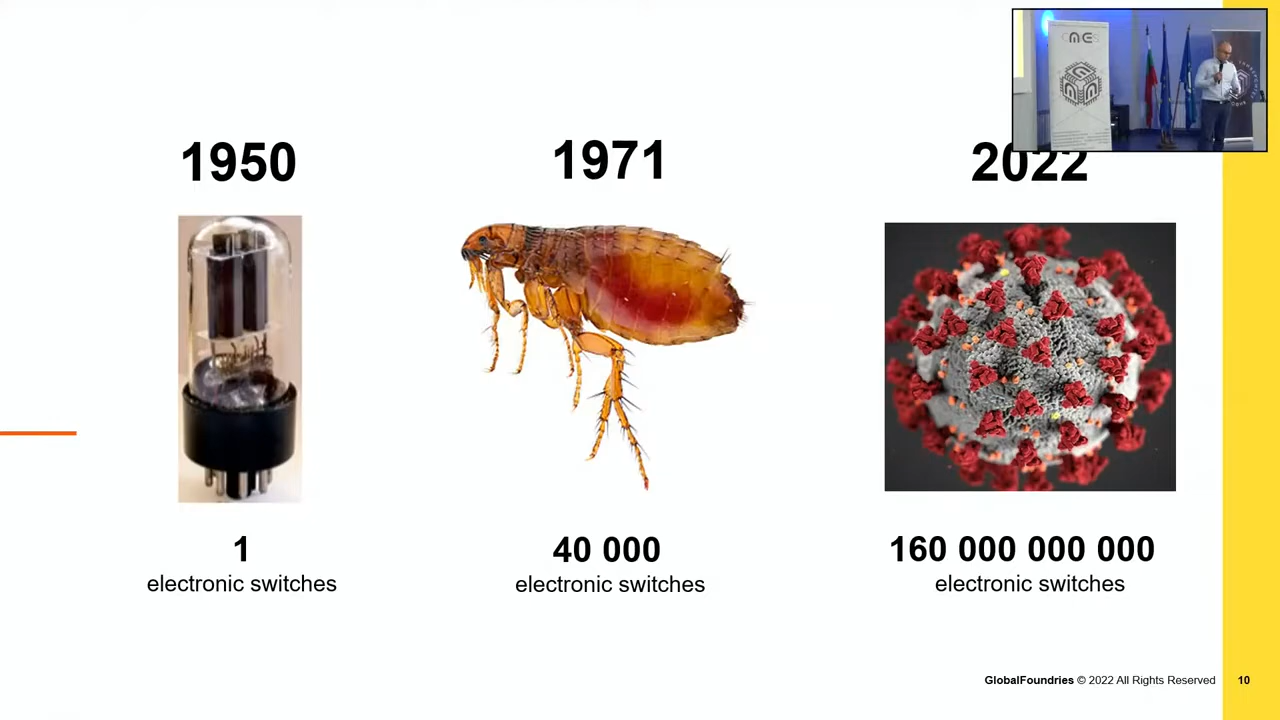 1950
1971
2022
1
electronic switches
40 000
electronic switches
160 000 000 000
electronic switches
GlobalFoundries © 2022 All Rights Reserved
10